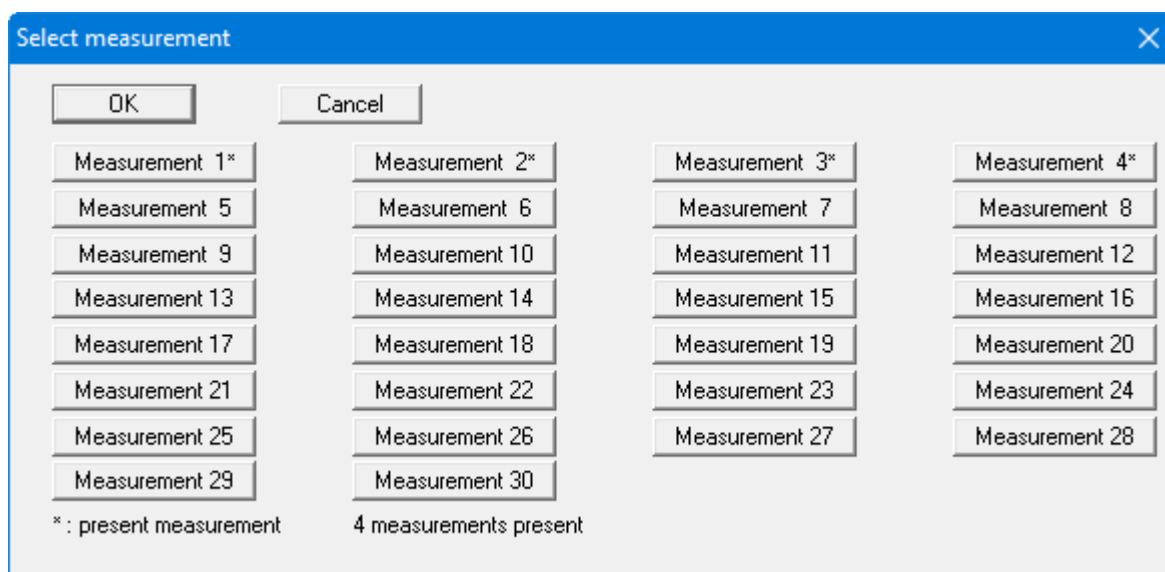 Select measurement
OK Cancel
Measurement 1* Measurement 2* Measurement 3* Measurement 4*
Measurement 5 Measurement 6 Measurement 7 Measurement 8
Measurement 9 Measurement 10 Measurement 11 Measurement 12
Measurement 13 Measurement 14 Measurement 15 Measurement 16
Measurement 17 Measurement 18 Measurement 19 Measurement 20
Measurement 21 Measurement 22 Measurement 23 Measurement 24
Measurement 25 Measurement 26 Measurement 27 Measurement 28
Measurement 29 Measurement 30
* : present measurement 4 measurements present